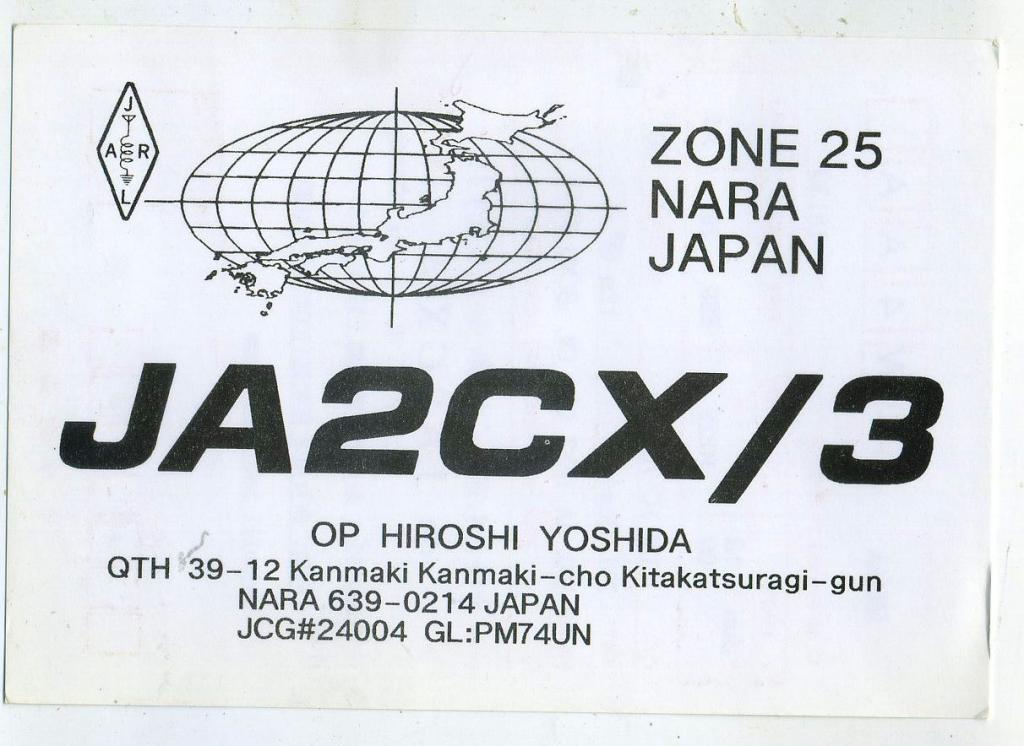 JARL
ZONE 25
NARA
JAPAN
JA2CX/3
OP HIROSHI YOSHIDA
QTH 39-12 Kanmaki Kanmaki-cho Kitakatsuragi-gun
NARA 639-0214 JAPAN
JCG#24004 GL:PM74UN